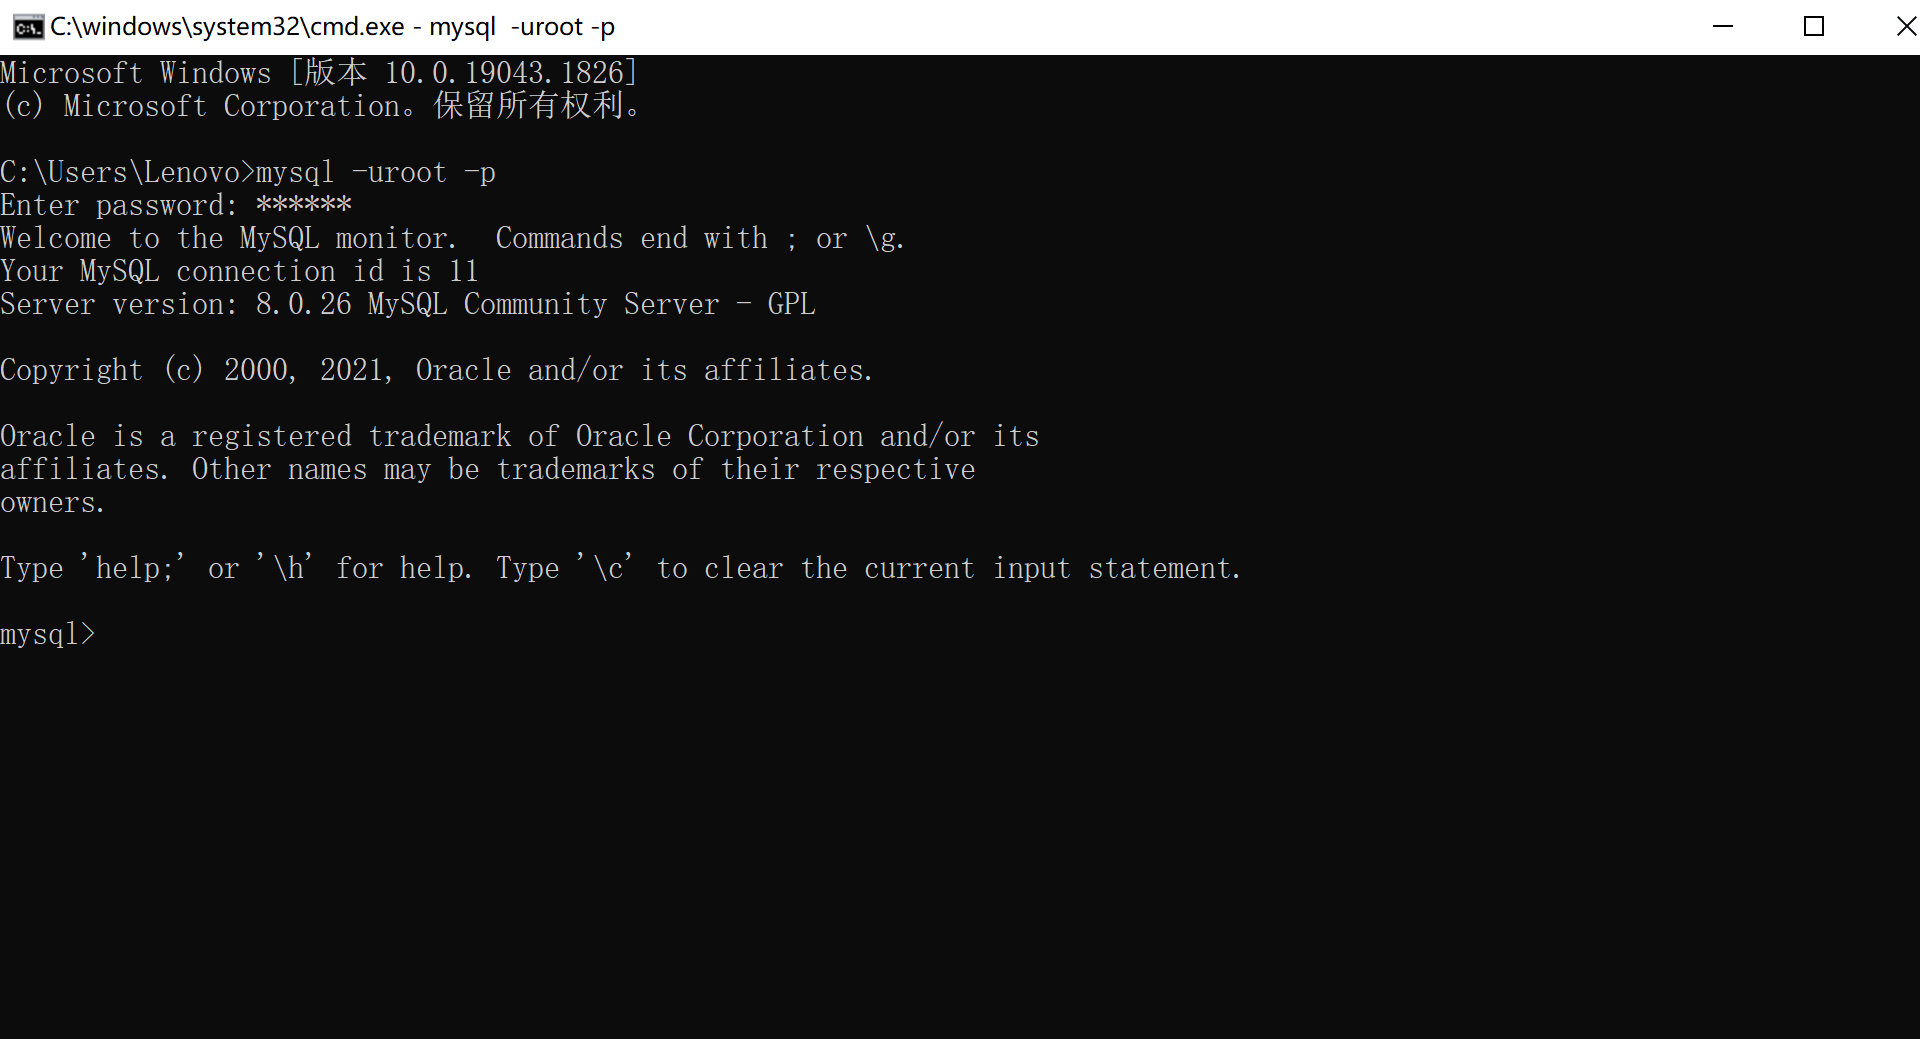 C:\windows\system32\cmd.exe - mysql  -uroot -p
Microsoft Windows [版本 10.0.19043.1826]
(c) Microsoft Corporation。保留所有权利。
C:\Users\Lenovo>mysql -uroot -p
Enter password: ******
Welcome to the MySQL monitor.  Commands end with ; or \g.
Your MySQL connection id is 11
Server version: 8.0.26 MySQL Community Server - GPL
Copyright (c) 2000, 2021, Oracle and/or its affiliates.
Oracle is a registered trademark of Oracle Corporation and/or its
affiliates. Other names may be trademarks of their respective
owners.
Type 'help;' or '\h' for help. Type '\c' to clear the current input statement.
mysql>